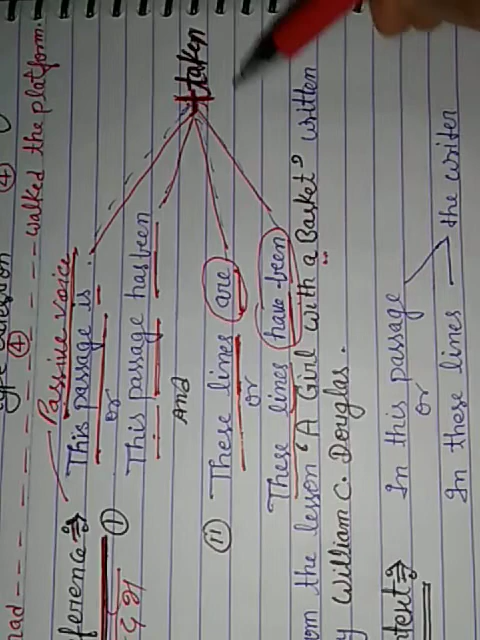 ④
---- walked the platform.
Passive voice
ference⇒ ① This passage is
or
This passage has been
+ taken
And
(ii) These lines are
or
These lines have been
om the lesson "A Girl with a Basket" written
y William C. Douglas.
text⇒ In this passage
or
In these lines — the writer